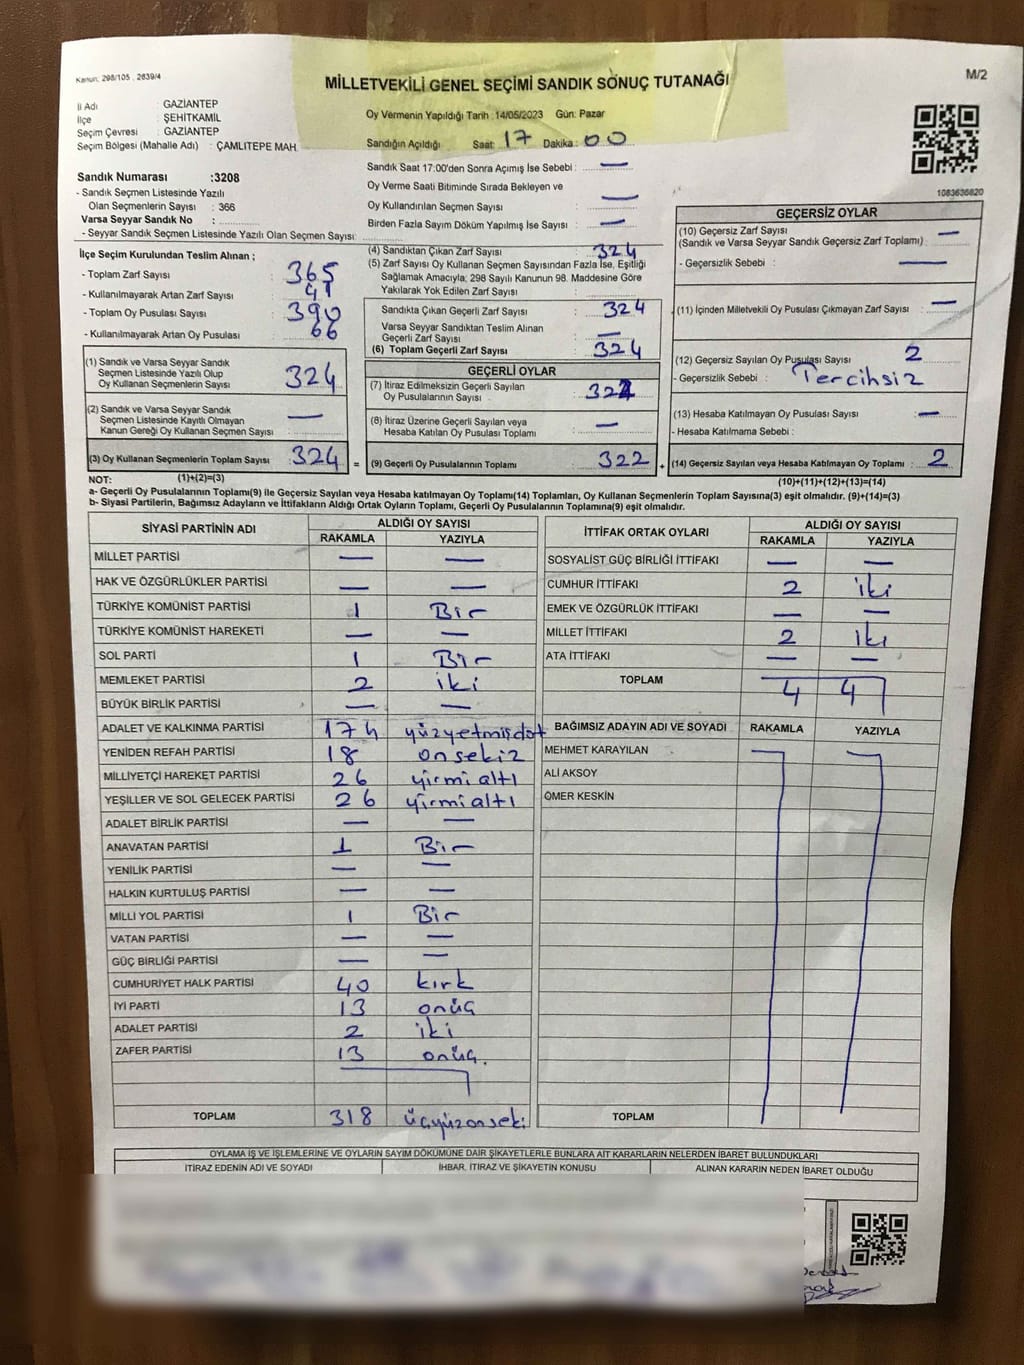 Kanun: 298/105 , 2839/4
MİLLETVEKİLİ GENEL SEÇİMİ SANDIK SONUÇ TUTANAĞI
M/2
İl Adı : GAZİANTEP
İlçe : ŞEHİTKAMİL
Seçim Çevresi : GAZİANTEP
Seçim Bölgesi (Mahalle Adı) : ÇAMLITEPE MAH.
Oy Vermenin Yapıldığı Tarih :14/05/2023 Gün: Pazar
Sandığın Açıldığı Saat: 17 Dakika: 00
Sandık Saat 17:00'den Sonra Açımış İse Sebebi : —
Oy Verme Saati Bitiminde Sırada Bekleyen ve
Oy Kullandırılan Seçmen Sayısı : —
Birden Fazla Sayım Döküm Yapılmış İse Sayısı : —
1083636820
Sandık Numarası :3208
- Sandık Seçmen Listesinde Yazılı
Olan Seçmenlerin Sayısı : 366
Varsa Seyyar Sandık No :
- Seyyar Sandık Seçmen Listesinde Yazılı Olan Seçmen Sayısı:
İlçe Seçim Kurulundan Teslim Alınan ;
- Toplam Zarf Sayısı : 365
- Kullanılmayarak Artan Zarf Sayısı : 41
- Toplam Oy Pusulası Sayısı : 390
- Kullanılmayarak Artan Oy Pusulası : 66
(1) Sandık ve Varsa Seyyar Sandık
Seçmen Listesinde Yazılı Olup
Oy Kullanan Seçmenlerin Sayısı : 324
(2) Sandık ve Varsa Seyyar Sandık
Seçmen Listesinde Kayıtlı Olmayan
Kanun Gereği Oy Kullanan Seçmen Sayısı : —
(3) Oy Kullanan Seçmenlerin Toplam Sayısı : 324 =
(1)+(2)=(3)
(4) Sandıktan Çıkan Zarf Sayısı : 324
(5) Zarf Sayısı Oy Kullanan Seçmen Sayısından Fazla İse, Eşitliği
Sağlamak Amacıyla, 298 Sayılı Kanunun 98. Maddesine Göre
Yakılarak Yok Edilen Zarf Sayısı :
Sandıkta Çıkan Geçerli Zarf Sayısı : 324
Varsa Seyyar Sandıktan Teslim Alınan
Geçerli Zarf Sayısı : —
(6) Toplam Geçerli Zarf Sayısı : 324
GEÇERLİ OYLAR
(7) İtiraz Edilmeksizin Geçerli Sayılan
Oy Pusulalarının Sayısı : 322
(8) İtiraz Üzerine Geçerli Sayılan veya
Hesaba Katılan Oy Pusulası Toplamı : —
(9) Geçerli Oy Pusulalarının Toplamı : 322 +
GEÇERSİZ OYLAR
(10) Geçersiz Zarf Sayısı —
(Sandık ve Varsa Seyyar Sandık Geçersiz Zarf Toplamı) :
- Geçersizlik Sebebi : —
(11) İçinden Milletvekili Oy Pusulası Çıkmayan Zarf Sayısı : —
(12) Geçersiz Sayılan Oy Pusulası Sayısı : 2
- Geçersizlik Sebebi : Tercihsiz
(13) Hesaba Katılmayan Oy Pusulası Sayısı : —
- Hesaba Katılmama Sebebi :
(14) Geçersiz Sayılan veya Hesaba Katılmayan Oy Toplamı : 2
(10)+(11)+(12)+(13)=(14)
NOT:
a- Geçerli Oy Pusulalarının Toplamı(9) ile Geçersiz Sayılan veya Hesaba katılmayan Oy Toplamı(14) Toplamları, Oy Kullanan Seçmenlerin Toplam Sayısına(3) eşit olmalıdır. (9)+(14)=(3)
b- Siyasi Partilerin, Bağımsız Adayların ve İttifakların Aldığı Ortak Oyların Toplamı, Geçerli Oy Pusulalarının Toplamına(9) eşit olmalıdır.
SİYASİ PARTİNİN ADI ALDIĞI OY SAYISI
RAKAMLA YAZIYLA
MİLLET PARTİSİ — —
HAK VE ÖZGÜRLÜKLER PARTİSİ — —
TÜRKİYE KOMÜNİST PARTİSİ 1 Bir
TÜRKİYE KOMÜNİST HAREKETİ — —
SOL PARTİ 1 Bir
MEMLEKET PARTİSİ 2 iki
BÜYÜK BİRLİK PARTİSİ — —
ADALET VE KALKINMA PARTİSİ 174 yüzyetmişdöt
YENİDEN REFAH PARTİSİ 18 onsekiz
MİLLİYETÇİ HAREKET PARTİSİ 26 yirmialtı
YEŞİLLER VE SOL GELECEK PARTİSİ 26 yirmialtı
ADALET BİRLİK PARTİSİ — —
ANAVATAN PARTİSİ 1 Bir
YENİLİK PARTİSİ — —
HALKIN KURTULUŞ PARTİSİ — —
MİLLİ YOL PARTİSİ 1 Bir
VATAN PARTİSİ — —
GÜÇ BİRLİĞİ PARTİSİ — —
CUMHURİYET HALK PARTİSİ 40 kırk
İYİ PARTİ 13 onüç
ADALET PARTİSİ 2 iki
ZAFER PARTİSİ 13 onüç.
TOPLAM 318 üçyüzonseki
İTTİFAK ORTAK OYLARI ALDIĞI OY SAYISI
RAKAMLA YAZIYLA
SOSYALİST GÜÇ BİRLİĞİ İTTİFAKI — —
CUMHUR İTTİFAKI 2 iki
EMEK VE ÖZGÜRLÜK İTTİFAKI — —
MİLLET İTTİFAKI 2 iki
ATA İTTİFAKI — —
TOPLAM 4 4
BAĞIMSIZ ADAYIN ADI VE SOYADI RAKAMLA YAZIYLA
MEHMET KARAYILAN
ALİ AKSOY
ÖMER KESKİN
TOPLAM
OYLAMA İŞ VE İŞLEMLERİNE VE OYLARIN SAYIM DÖKÜMÜNE DAİR ŞİKAYETLERLE BUNLARA AİT KARARLARIN NELERDEN İBARET BULUNDUKLARI
İTİRAZ EDENİN ADI VE SOYADI İHBAR, İTİRAZ VE ŞİKAYETİN KONUSU ALINAN KARARIN NEDEN İBARET OLDUĞU